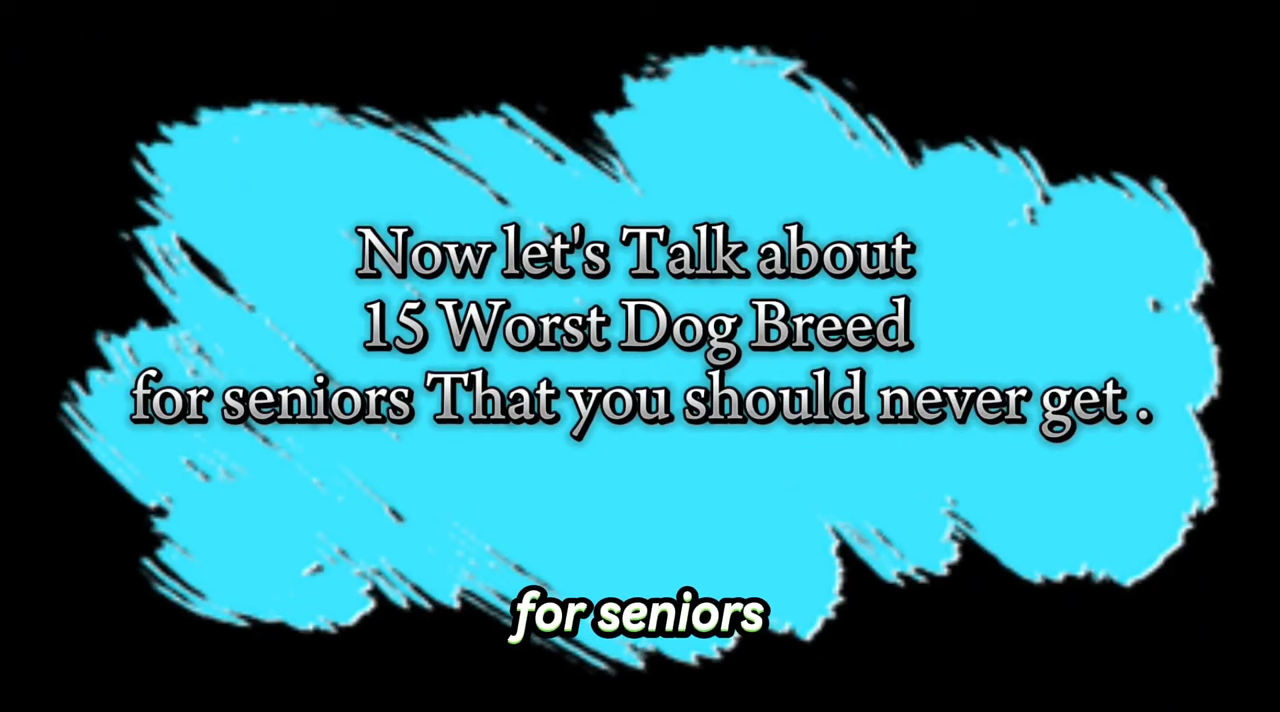 Now let's Talk about
15 Worst Dog Breed
for seniors That you should never get .
for seniors